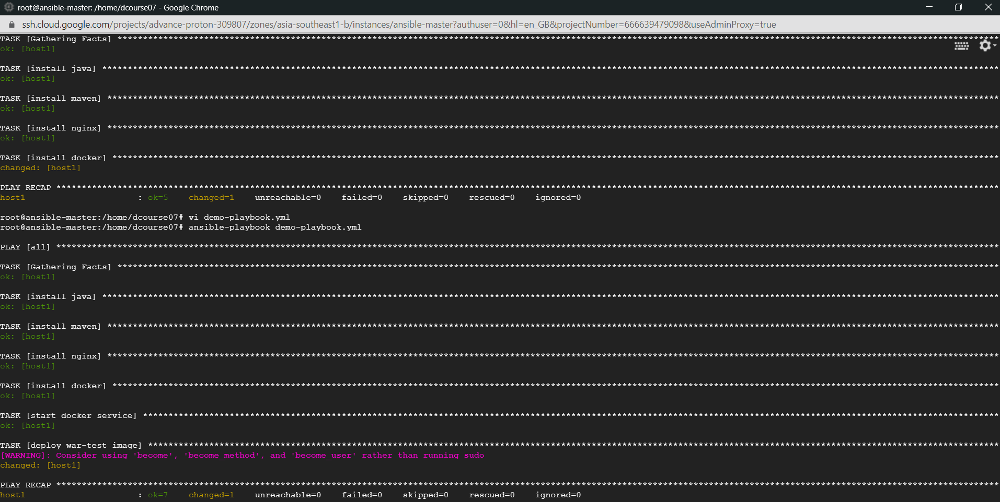 root@ansible-master: /home/dcourse07 - Google Chrome
ssh.cloud.google.com/projects/advance-proton-309807/zones/asia-southeast1-b/instances/ansible-master?authuser=0&hl=en_GB&projectNumber=666639479098&useAdminProxy=true
TASK [Gathering Facts] ****************************************************************************************************************************************************************************
ok: [host1]
TASK [install java] *******************************************************************************************************************************************************************************
ok: [host1]
TASK [install maven] ******************************************************************************************************************************************************************************
ok: [host1]
TASK [install nginx] ******************************************************************************************************************************************************************************
ok: [host1]
TASK [install docker] *****************************************************************************************************************************************************************************
changed: [host1]
PLAY RECAP ****************************************************************************************************************************************************************************************
host1                      : ok=5    changed=1    unreachable=0    failed=0    skipped=0    rescued=0    ignored=0
root@ansible-master:/home/dcourse07# vi demo-playbook.yml
root@ansible-master:/home/dcourse07# ansible-playbook demo-playbook.yml
PLAY [all] ****************************************************************************************************************************************************************************************
TASK [Gathering Facts] ****************************************************************************************************************************************************************************
ok: [host1]
TASK [install java] *******************************************************************************************************************************************************************************
ok: [host1]
TASK [install maven] ******************************************************************************************************************************************************************************
ok: [host1]
TASK [install nginx] ******************************************************************************************************************************************************************************
ok: [host1]
TASK [install docker] *****************************************************************************************************************************************************************************
ok: [host1]
TASK [start docker service] ***********************************************************************************************************************************************************************
ok: [host1]
TASK [deploy war-test image] **********************************************************************************************************************************************************************
[WARNING]: Consider using 'become', 'become_method', and 'become_user' rather than running sudo
changed: [host1]
PLAY RECAP ****************************************************************************************************************************************************************************************
host1                      : ok=7    changed=1    unreachable=0    failed=0    skipped=0    rescued=0    ignored=0